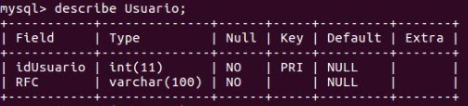 mysql> describe Usuario;
+-----------+--------------+------+-----+---------+-------+
| Field     | Type         | Null | Key | Default | Extra |
+-----------+--------------+------+-----+---------+-------+
| idUsuario | int(11)      | NO   | PRI | NULL    |       |
| RFC       | varchar(100) | NO   |     | NULL    |       |
+-----------+--------------+------+-----+---------+-------+